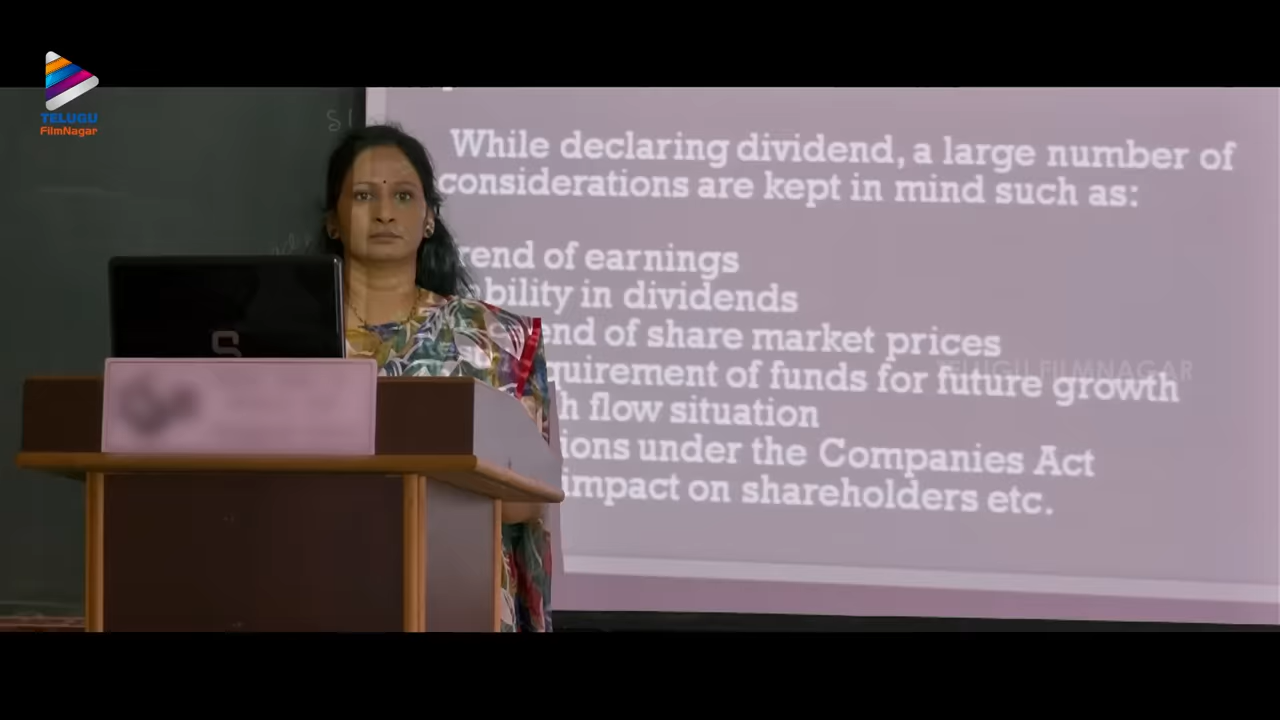 TELUGU
FilmNagar
While declaring dividend, a large number of
considerations are kept in mind such as:
rend of earnings
bility in dividends
end of share market prices
quirement of funds for future growth
h flow situation
ions under the Companies Act
impact on shareholders etc.
TELUGU FILMNAGAR